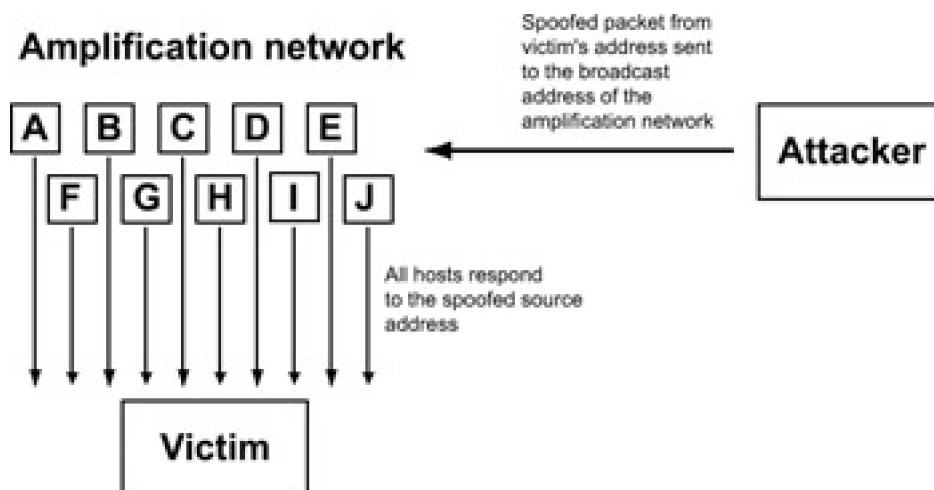 Amplification network
Spoofed packet from
victim's address sent
to the broadcast
address of the
amplification network
Attacker
A B C D E
F G H I J
All hosts respond
to the spoofed source
address
Victim